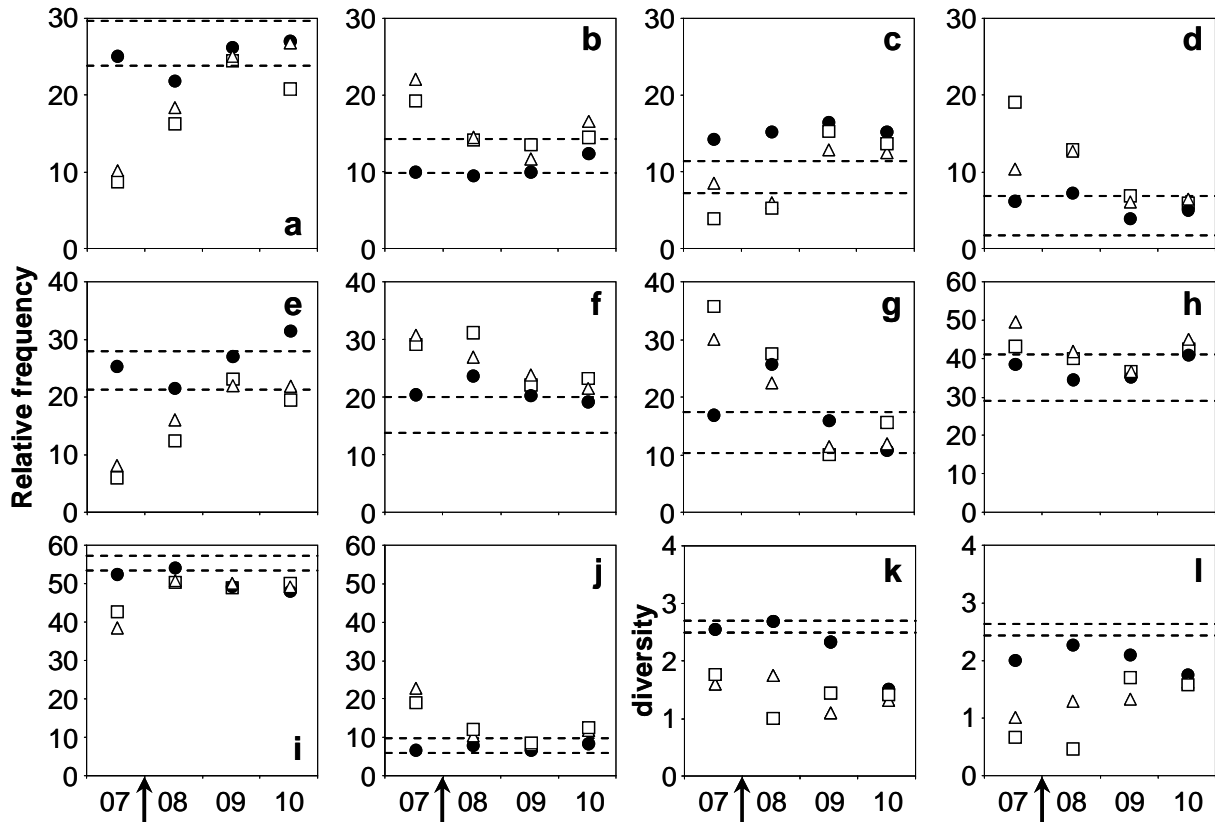 30 20 10 0 a
30 20 10 0 b
30 20 10 0 c
30 20 10 0 d
Relative frequency
40 30 20 10 0 e
40 30 20 10 0 f
40 30 20 10 0 g
60 50 40 30 20 10 0 h
60 50 40 30 20 10 0 i
60 50 40 30 20 10 0 j
diversity
4 3 2 1 0 k
4 3 2 1 0 l
07 08 09 10
07 08 09 10
07 08 09 10
07 08 09 10